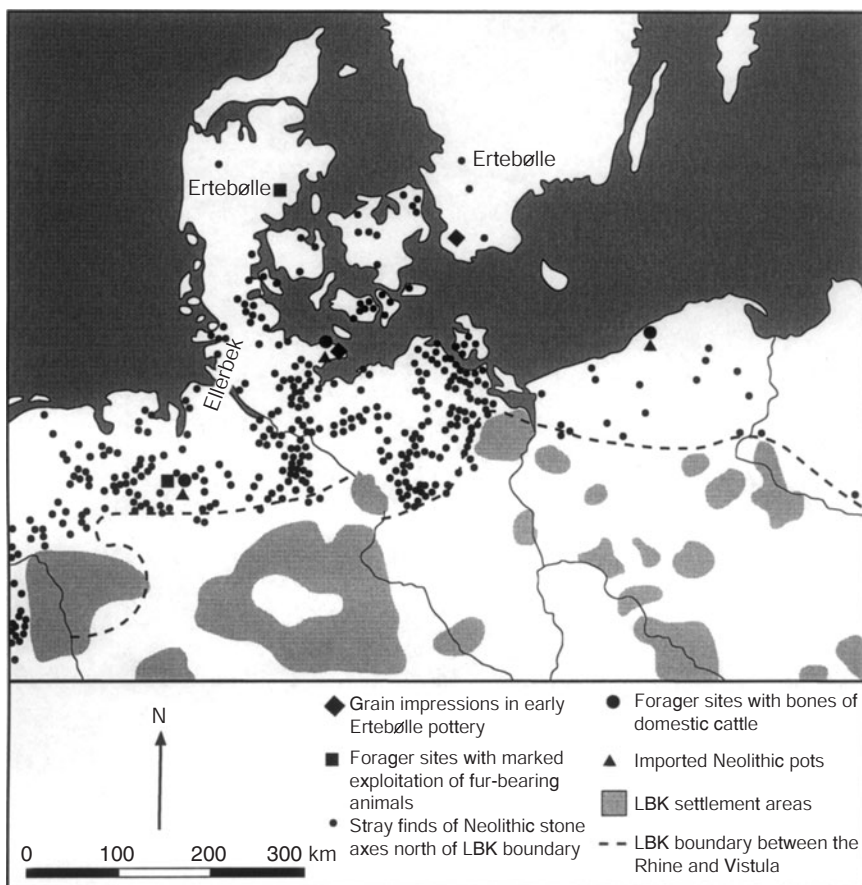 Ertebølle
Ertebølle
Ellerbek
N
0 100 200 300 km
Grain impressions in early
Ertebølle pottery
Forager sites with marked
exploitation of fur-bearing
animals
Stray finds of Neolithic stone
axes north of LBK boundary
Forager sites with bones of
domestic cattle
Imported Neolithic pots
LBK settlement areas
LBK boundary between the
Rhine and Vistula